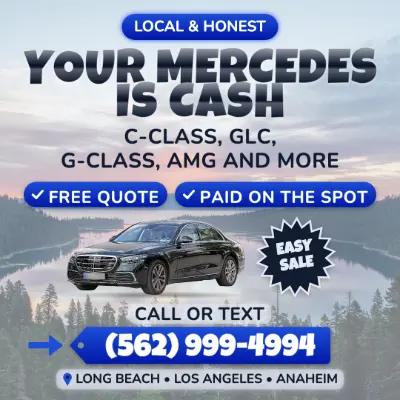 LOCAL & HONEST
YOUR MERCEDES
IS CASH
C-CLASS, GLC,
G-CLASS, AMG AND MORE
FREE QUOTE
PAID ON THE SPOT
EASY
SALE
CALL OR TEXT
(562) 999-4994
LONG BEACH • LOS ANGELES • ANAHEIM